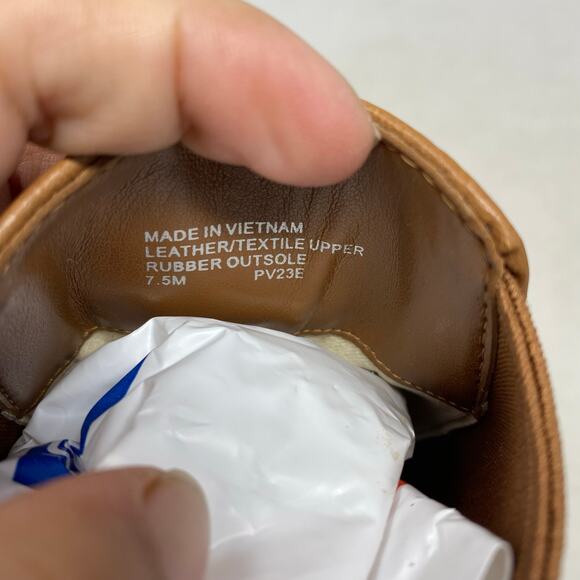 MADE IN VIETNAM
LEATHER/TEXTILE UPPER
RUBBER OUTSOLE
7.5M PV23E